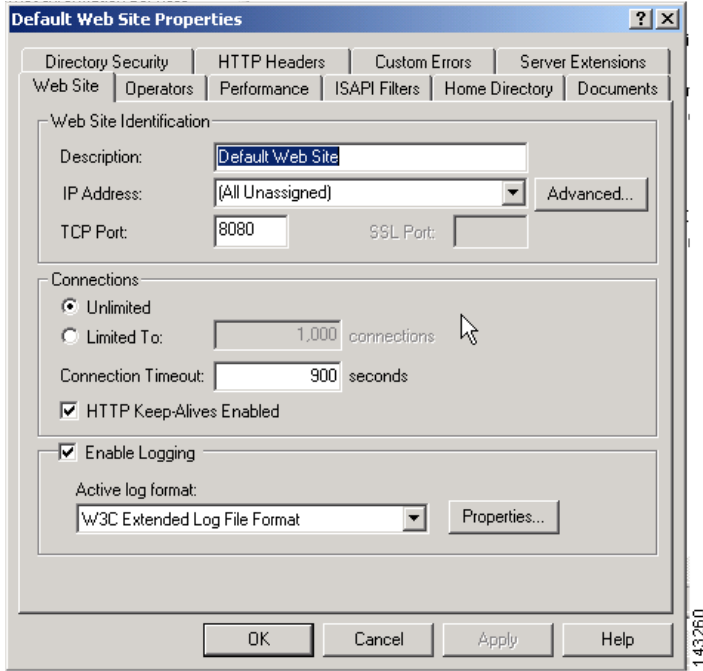 Default Web Site Properties
Directory Security HTTP Headers Custom Errors Server Extensions
Web Site Operators Performance ISAPI Filters Home Directory Documents
Web Site Identification
Description: Default Web Site
IP Address: (All Unassigned) Advanced...
TCP Port: 8080 SSL Port:
Connections
Unlimited
Limited To: 1,000 connections
Connection Timeout: 900 seconds
HTTP Keep-Alives Enabled
Enable Logging
Active log format:
W3C Extended Log File Format Properties...
OK Cancel Apply Help
143260